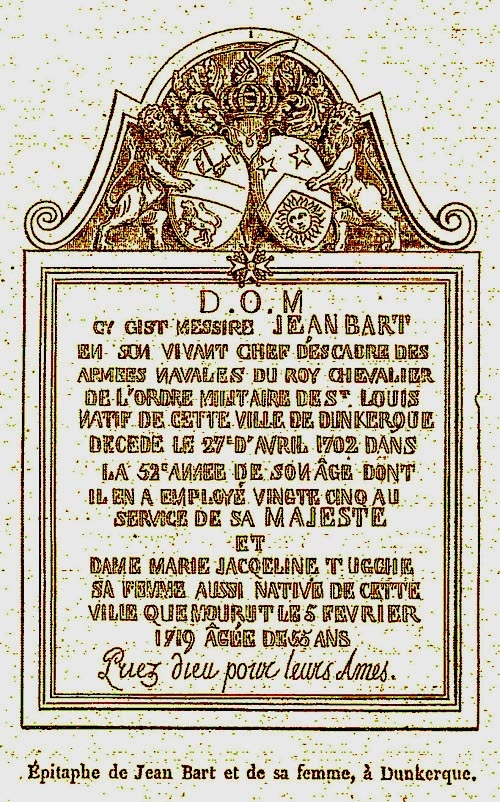 D.O.M
CY GIST MESSIRE JEAN BART
EN SON VIVANT CHEF D'ESCADRE DES
ARMEES NAVALES DU ROY CHEVALIER
DE L'ORDRE MILITAIRE DE Sᵗ LOUIS
NATIF DE CETTE VILLE DE DUNKERQUE
DECEDE LE 27ᵉ D'AVRIL 1702 DANS
LA 52ᵉ ANNEE DE SON ÂGE DONT
IL EN A EMPLOYÉ VINGTE CINQ AU
SERVICE DE SA MAJESTE
ET
DAME MARIE JACQELINE TUGGHE
SA FEMME AUSSI NATIVE DE CETTE
VILLE QUE MOURUT LE 5 FEVRIER
1719 ÂGÉE DE 55 ANS
Priez dieu pour leurs Ames.
Épitaphe de Jean Bart et de sa femme, à Dunkerque.